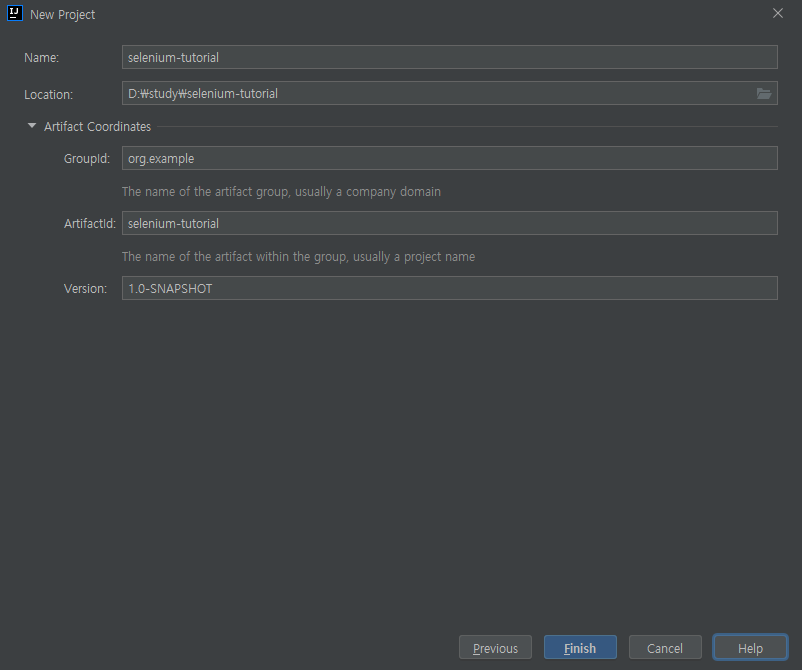 IJ
New Project
Name: selenium-tutorial
Location: D:₩study₩selenium-tutorial
Artifact Coordinates
GroupId: org.example
The name of the artifact group, usually a company domain
ArtifactId: selenium-tutorial
The name of the artifact within the group, usually a project name
Version: 1.0-SNAPSHOT
Previous Finish Cancel Help